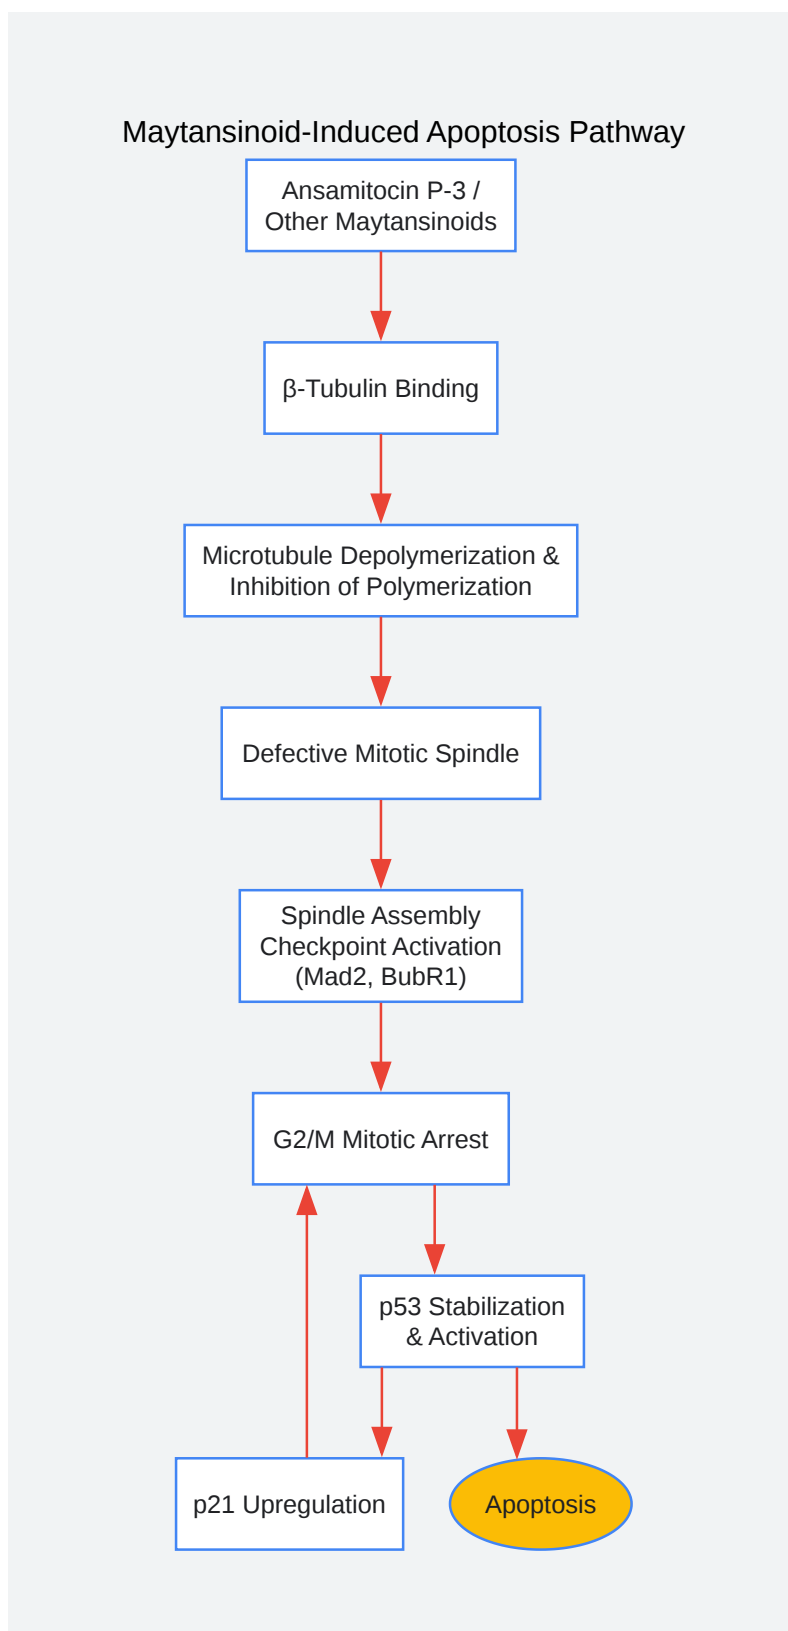 Maytansinoid-Induced Apoptosis Pathway
Ansamitocin P-3 /
Other Maytansinoids
β-Tubulin Binding
Microtubule Depolymerization &
Inhibition of Polymerization
Defective Mitotic Spindle
Spindle Assembly
Checkpoint Activation
(Mad2, BubR1)
G2/M Mitotic Arrest
p53 Stabilization
& Activation
p21 Upregulation
Apoptosis